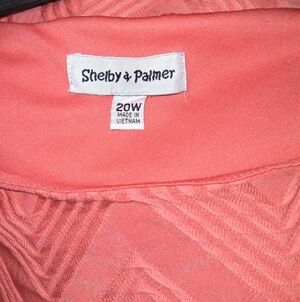 Shelby & Palmer
20W
MADE IN
VIETNAM